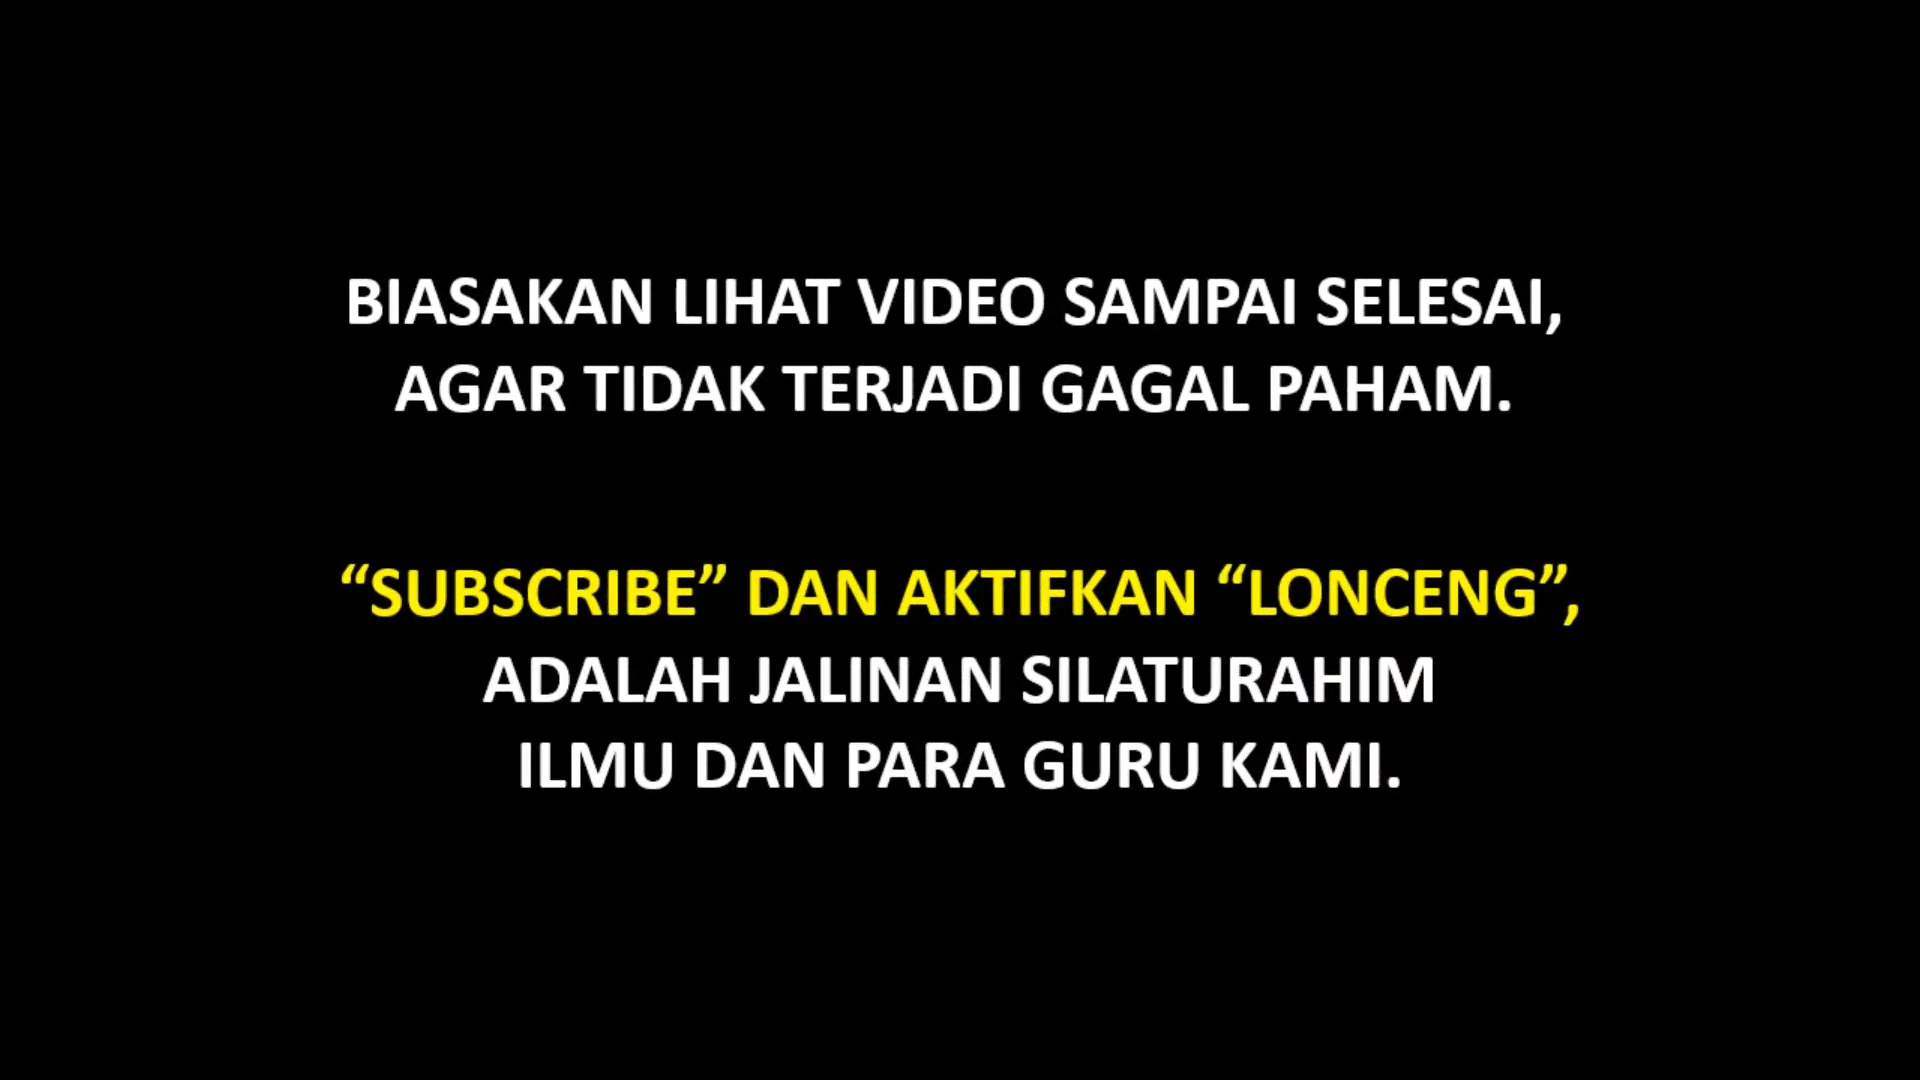 BIASAKAN LIHAT VIDEO SAMPAI SELESAI,
AGAR TIDAK TERJADI GAGAL PAHAM.
“SUBSCRIBE” DAN AKTIFKAN “LONCENG”,
ADALAH JALINAN SILATURAHIM
ILMU DAN PARA GURU KAMI.